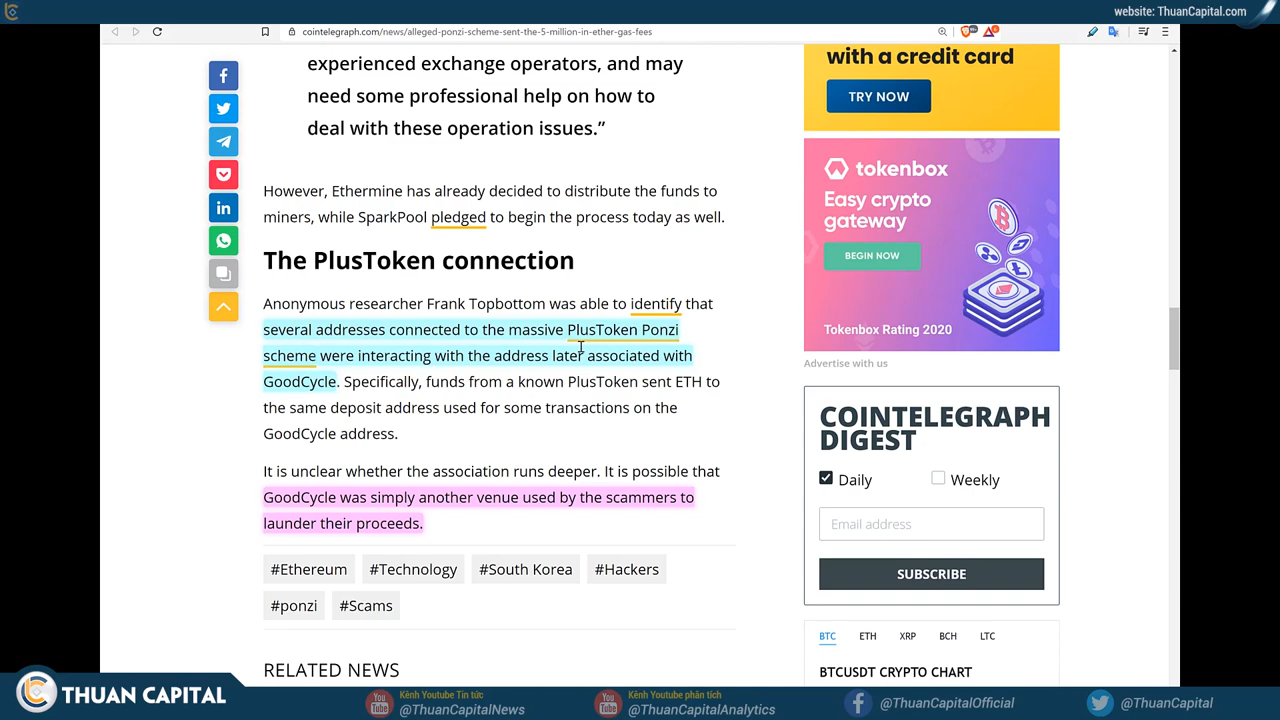 website: ThuanCapital.com
cointelegraph.com/news/alleged-ponzi-scheme-sent-the-5-million-in-ether-gas-fees
experienced exchange operators, and may
need some professional help on how to
deal with these operation issues.”
However, Ethermine has already decided to distribute the funds to
miners, while SparkPool pledged to begin the process today as well.
The PlusToken connection
Anonymous researcher Frank Topbottom was able to identify that
several addresses connected to the massive PlusToken Ponzi
scheme were interacting with the address later associated with
GoodCycle. Specifically, funds from a known PlusToken sent ETH to
the same deposit address used for some transactions on the
GoodCycle address.
It is unclear whether the association runs deeper. It is possible that
GoodCycle was simply another venue used by the scammers to
launder their proceeds.
#Ethereum
#Technology
#South Korea
#Hackers
#ponzi
#Scams
RELATED NEWS
with a credit card
TRY NOW
tokenbox
Easy crypto
gateway
BEGIN NOW
Tokenbox Rating 2020
Advertise with us
COINTELEGRAPH
DIGEST
Daily
Weekly
Email address
SUBSCRIBE
BTC ETH XRP BCH LTC
BTCUSDT CRYPTO CHART
THUAN CAPITAL
You Tube
Kênh Youtube Tin tức
@ThuanCapitalNews
You Tube
Kênh Youtube phân tích
@ThuanCapitalAnalytics
@ThuanCapitalOfficial
@ThuanCapital